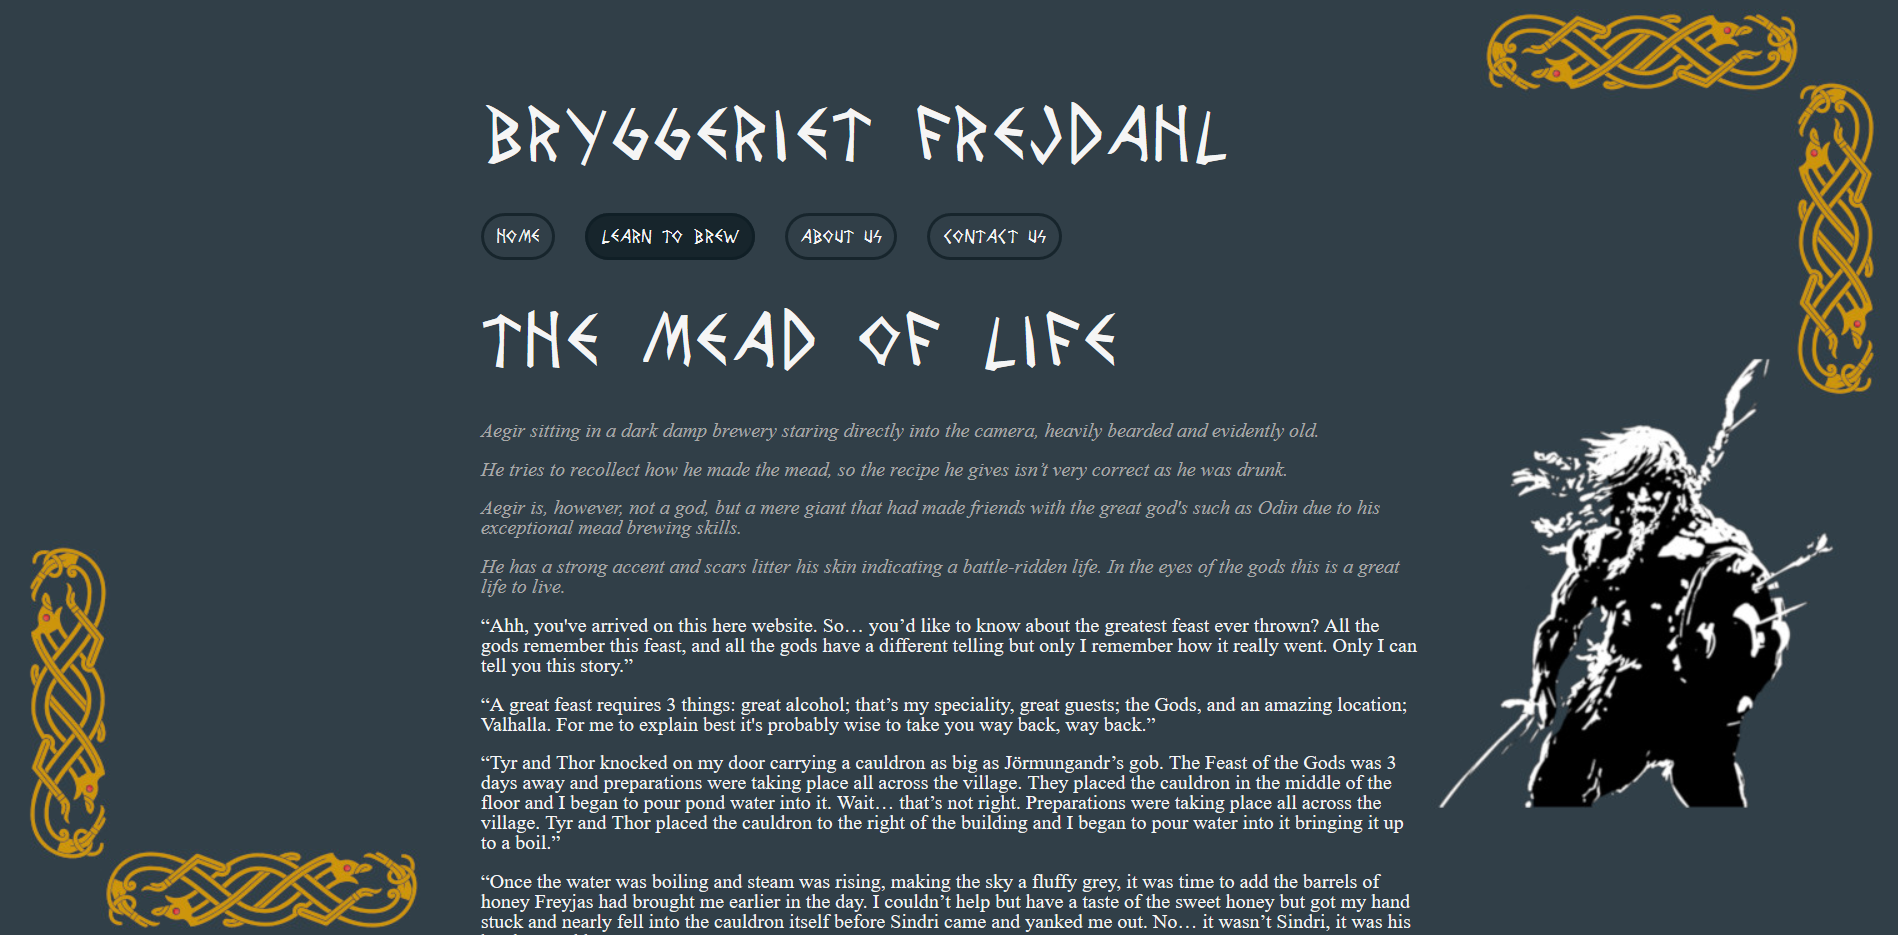 BRYGGERIET FREJDAHL
HOME
LEARN TO BREW
ABOUT US
CONTACT US
THE MEAD OF LIFE
Aegir sitting in a dark damp brewery staring directly into the camera, heavily bearded and evidently old.
He tries to recollect how he made the mead, so the recipe he gives isn’t very correct as he was drunk.
Aegir is, however, not a god, but a mere giant that had made friends with the great god's such as Odin due to his
exceptional mead brewing skills.
He has a strong accent and scars litter his skin indicating a battle-ridden life. In the eyes of the gods this is a great
life to live.
“Ahh, you've arrived on this here website. So… you’d like to know about the greatest feast ever thrown? All the
gods remember this feast, and all the gods have a different telling but only I remember how it really went. Only I can
tell you this story.”
“A great feast requires 3 things: great alcohol; that’s my speciality, great guests; the Gods, and an amazing location;
Valhalla. For me to explain best it's probably wise to take you way back, way back.”
“Tyr and Thor knocked on my door carrying a cauldron as big as Jörmungandr’s gob. The Feast of the Gods was 3
days away and preparations were taking place all across the village. They placed the cauldron in the middle of the
floor and I began to pour pond water into it. Wait… that’s not right. Preparations were taking place all across the
village. Tyr and Thor placed the cauldron to the right of the building and I began to pour water into it bringing it up
to a boil.”
“Once the water was boiling and steam was rising, making the sky a fluffy grey, it was time to add the barrels of
honey Freyjas had brought me earlier in the day. I couldn’t help but have a taste of the sweet honey but got my hand
stuck and nearly fell into the cauldron itself before Sindri came and yanked me out. No… it wasn’t Sindri, it was his